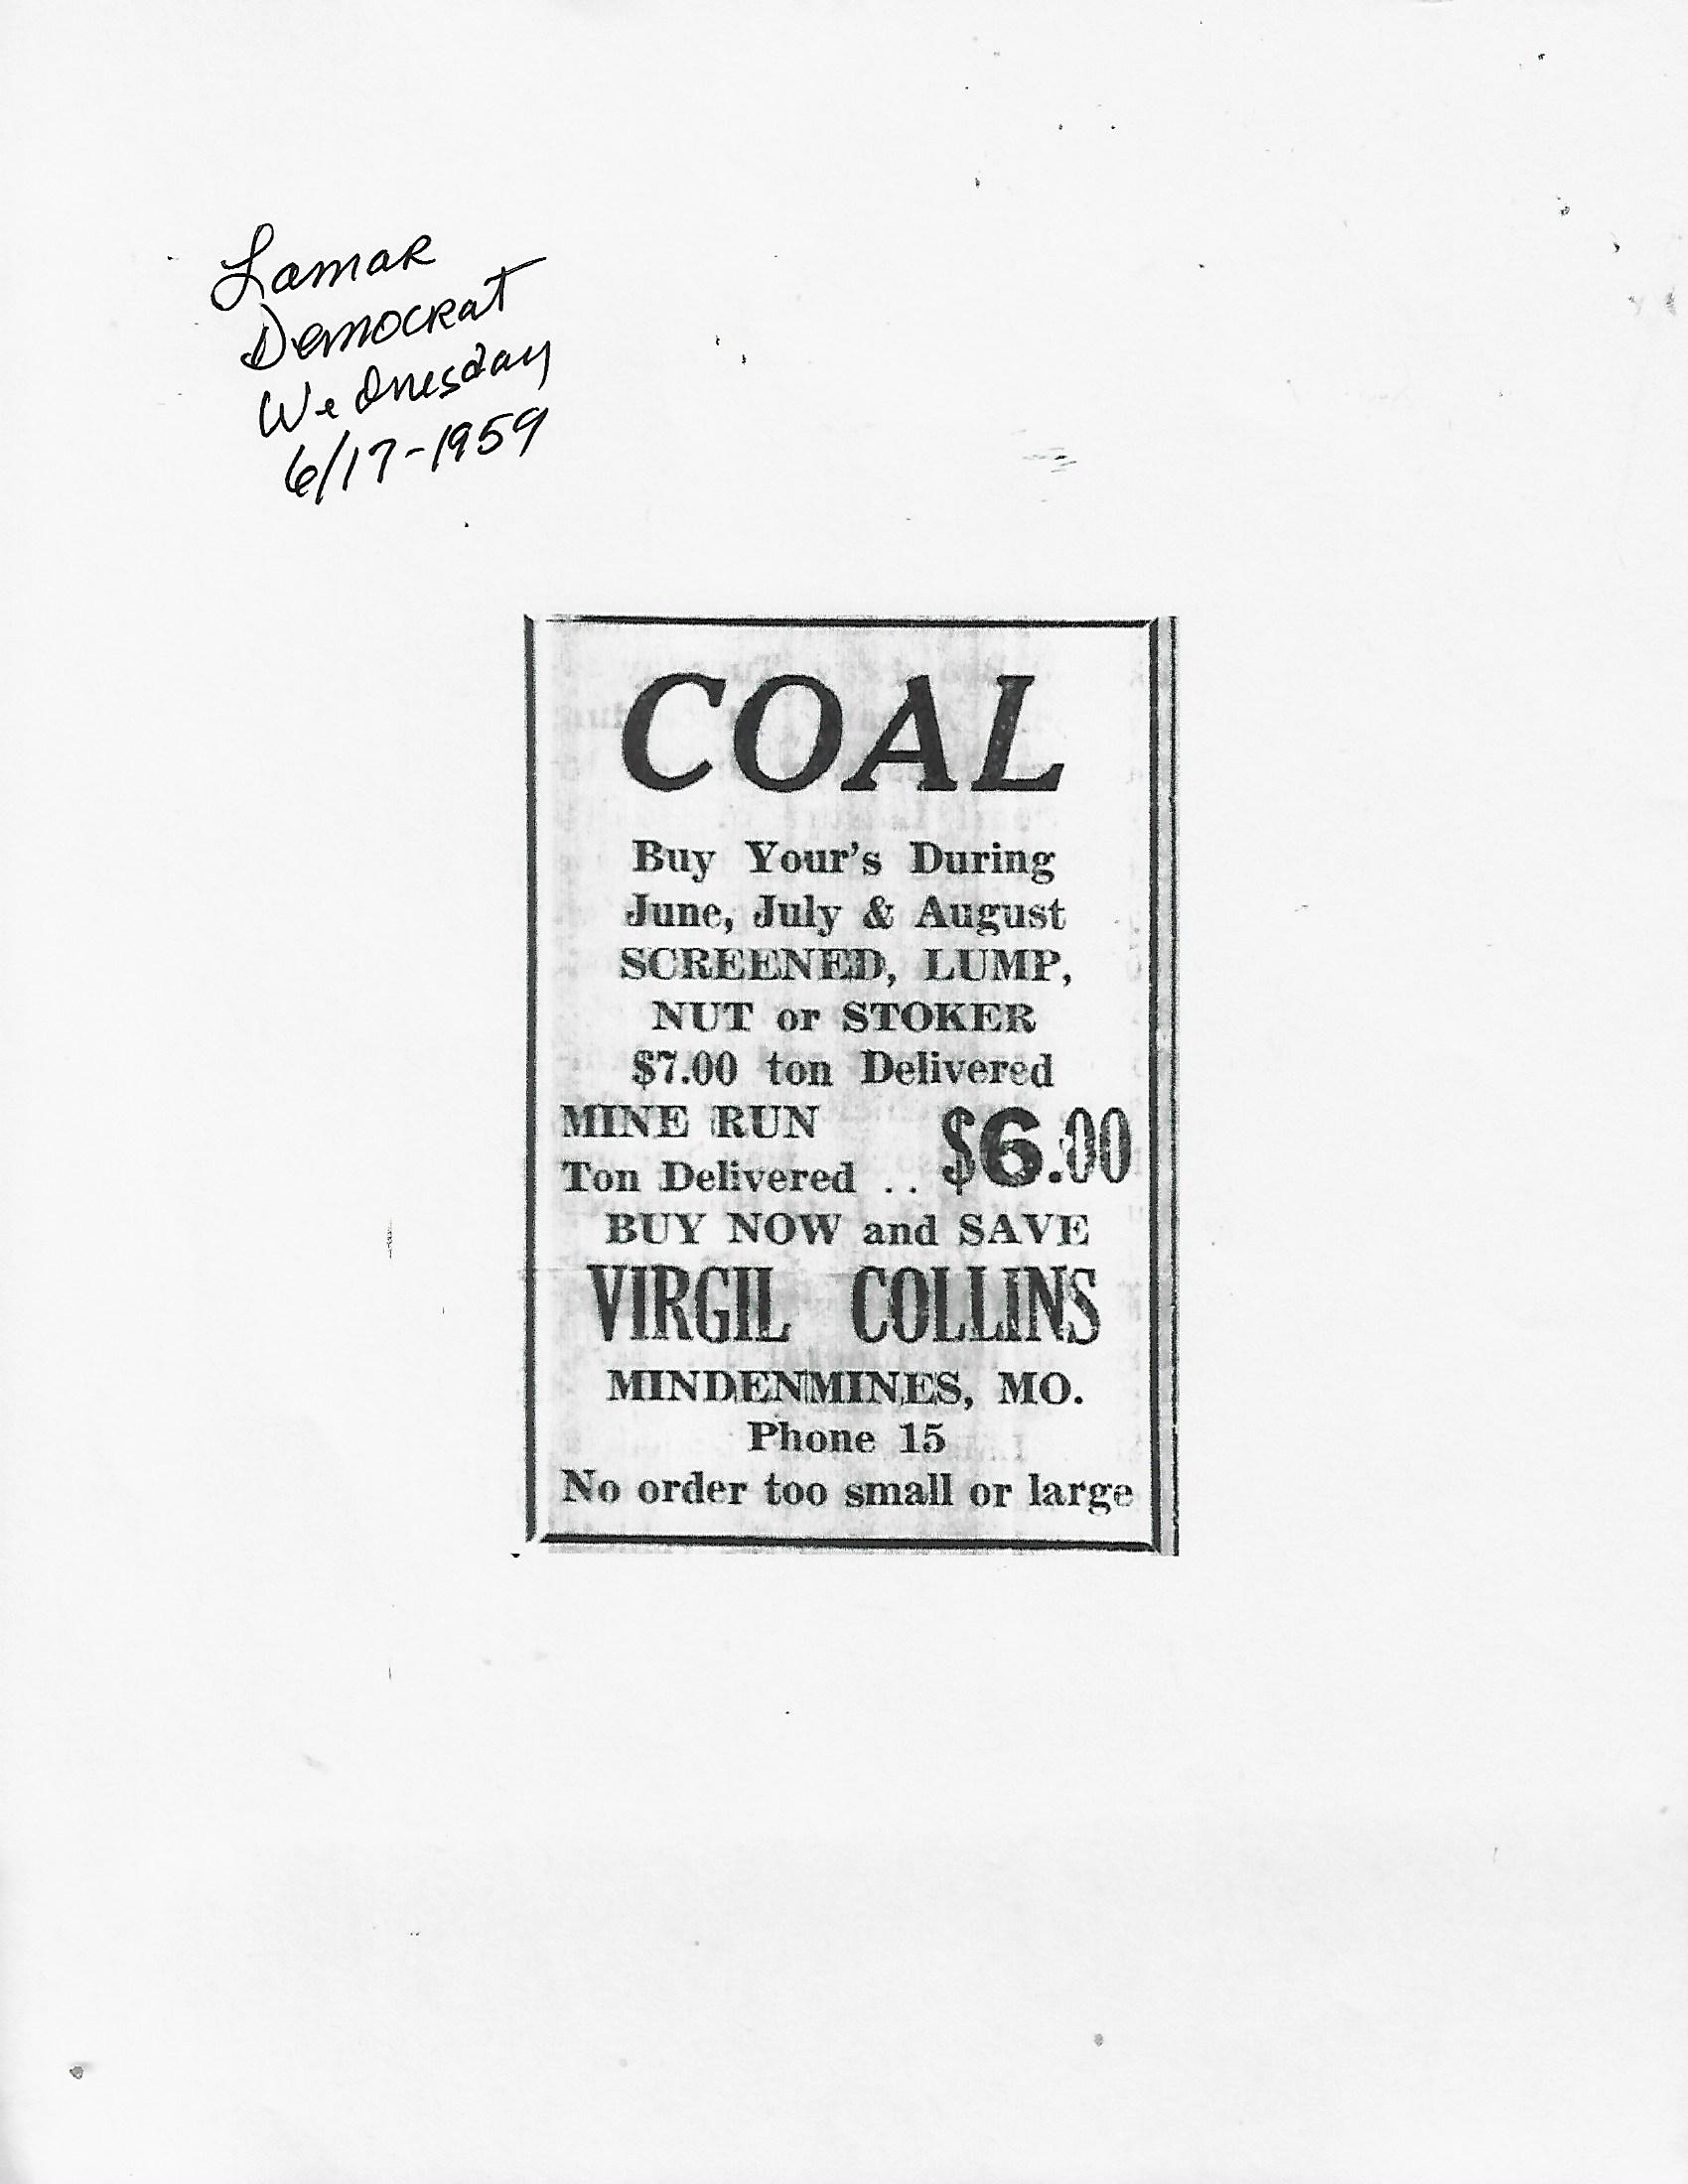 Lamar
Democrat
Wednesday
6/17-1959
COAL
Buy Your's During
June, July & August
SCREENED, LUMP,
NUT or STOKER
$7.00 ton Delivered
MINE RUN
Ton Delivered .. $6.00
BUY NOW and SAVE
VIRGIL COLLINS
MINDENMINES, MO.
Phone 15
No order too small or large